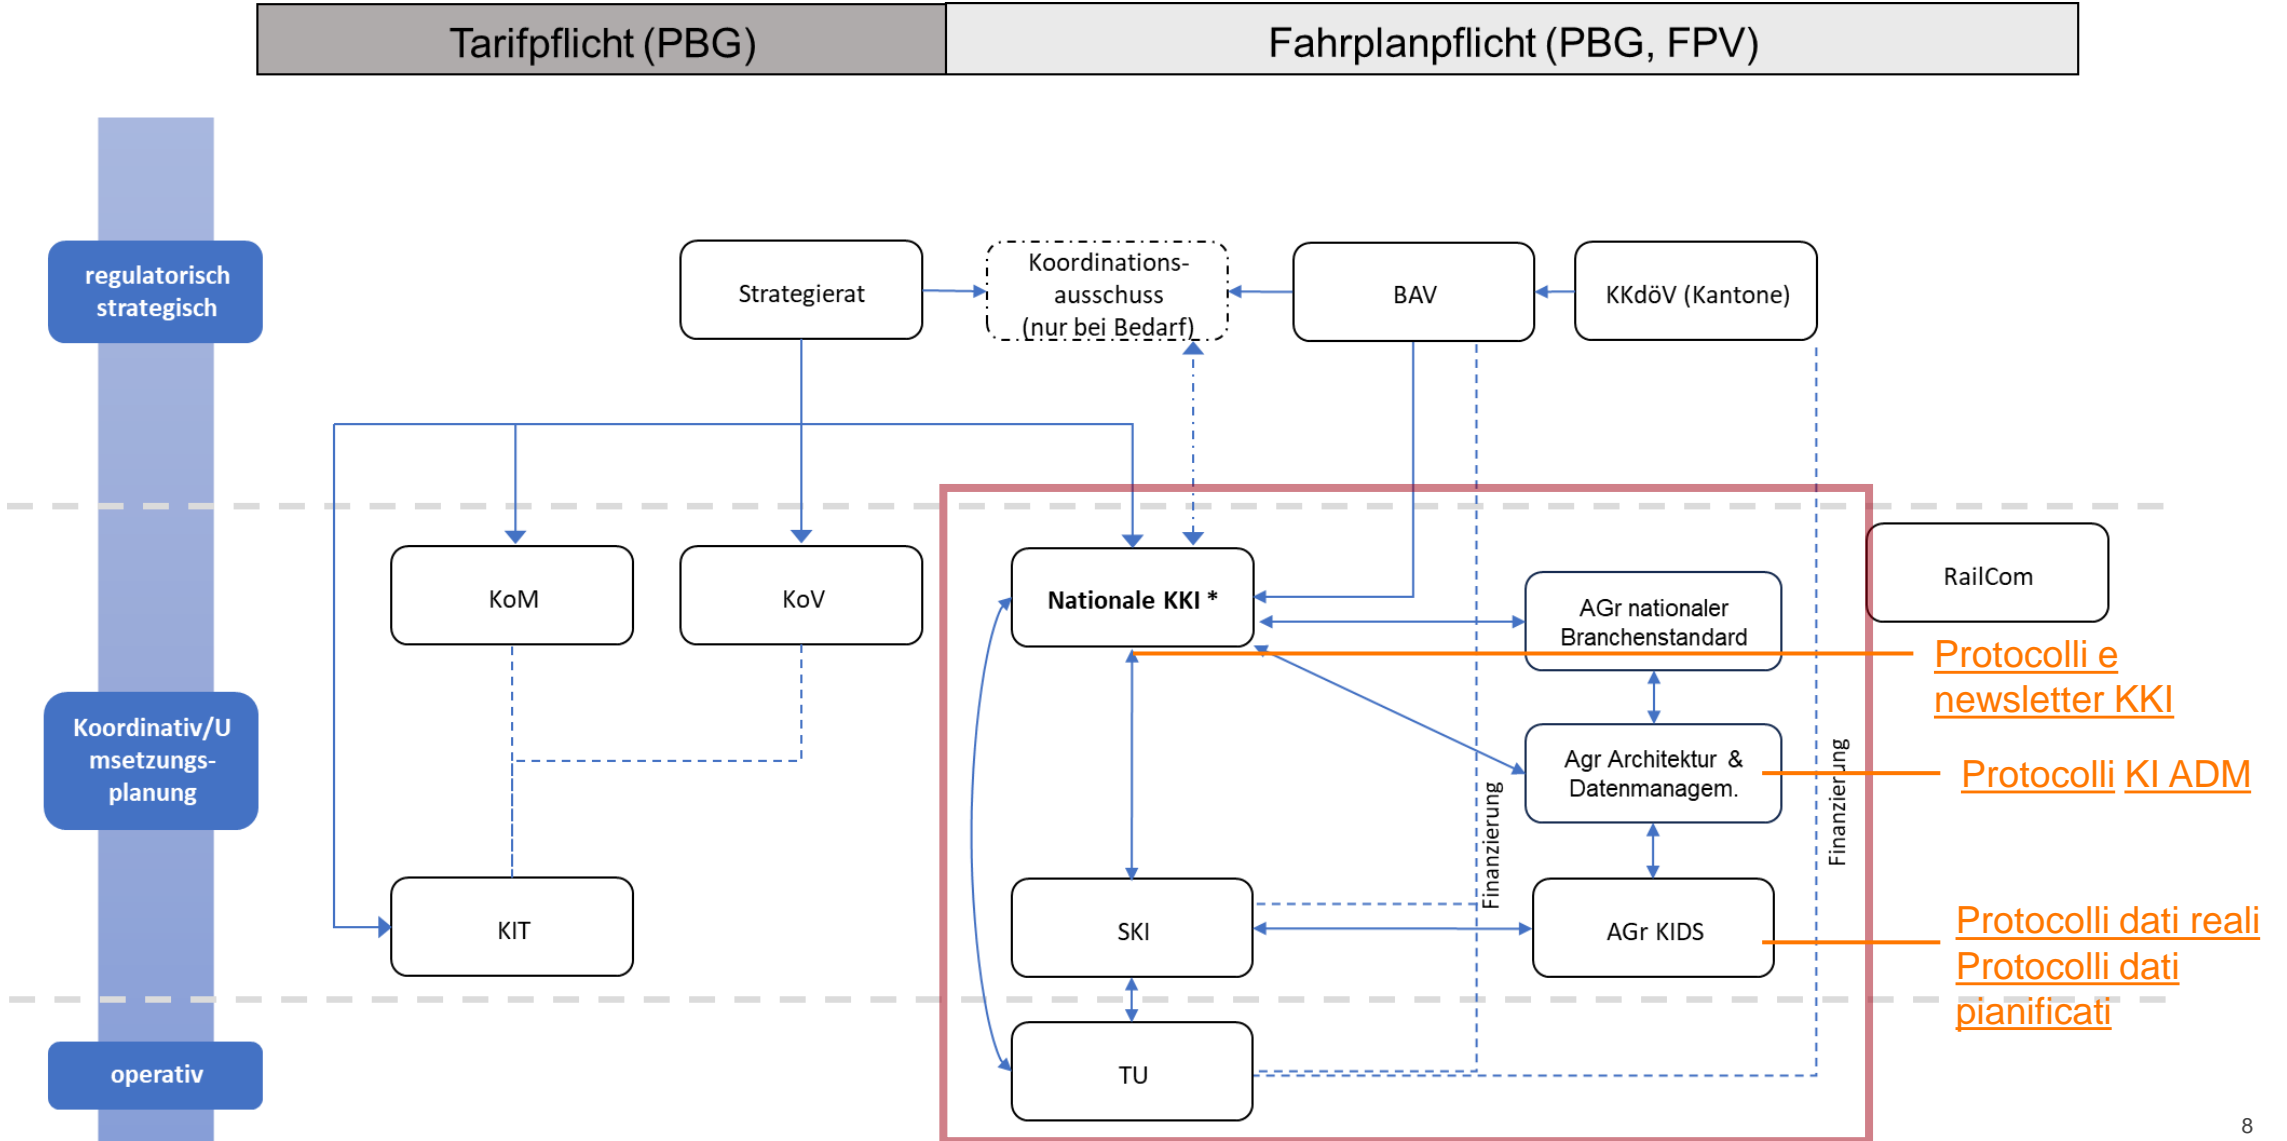 Tarifpflicht (PBG)
Fahrplanpflicht (PBG, FPV)
regulatorisch
strategisch
Strategierat
Koordinations-
ausschuss
(nur bei Bedarf)
BAV
KKdöV (Kantone)
Koordinativ/U
msetzungs-
planung
KoM
KoV
Nationale KKI *
AGr nationaler
Branchenstandard
RailCom
Protocolli e
newsletter KKI
Agr Architektur &
Datenmanagem.
Protocolli KI ADM
Finanzierung
Finanzierung
KIT
SKI
AGr KIDS
Protocolli dati reali
Protocolli dati
pianificati
operativ
TU
8